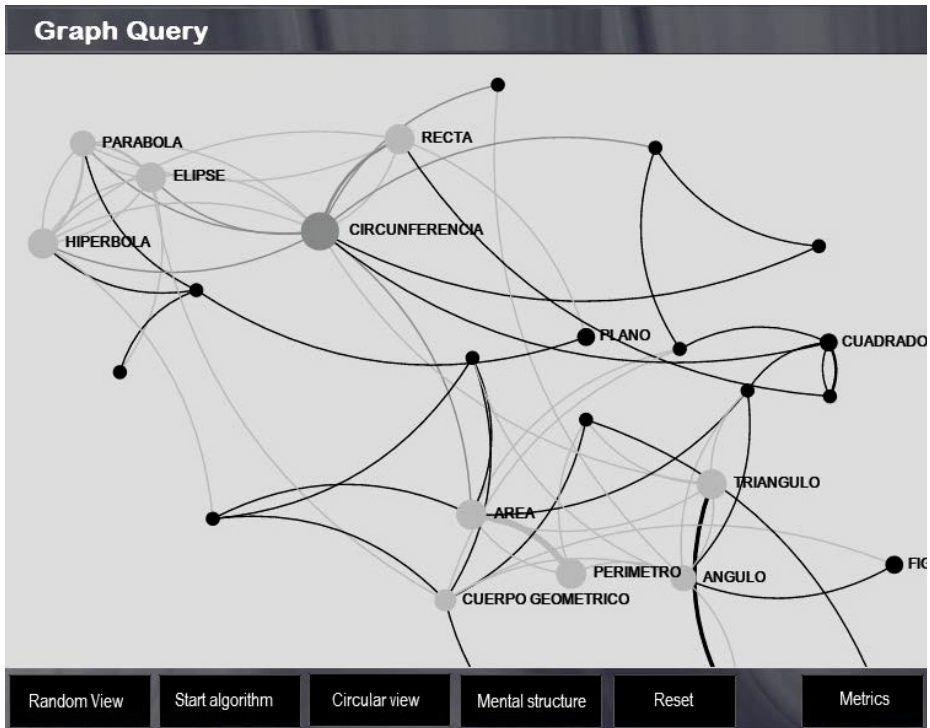 Graph Query
PARABOLA
RECTA
ELIPSE
CIRCUNFERENCIA
HIPERBOLA
PLANO
CUADRADO
TRIANGULO
AREA
FIG
PERIMETRO
ANGULO
CUERPO GEOMETRICO
Random View
Start algorithm
Circular view
Mental structure
Reset
Metrics